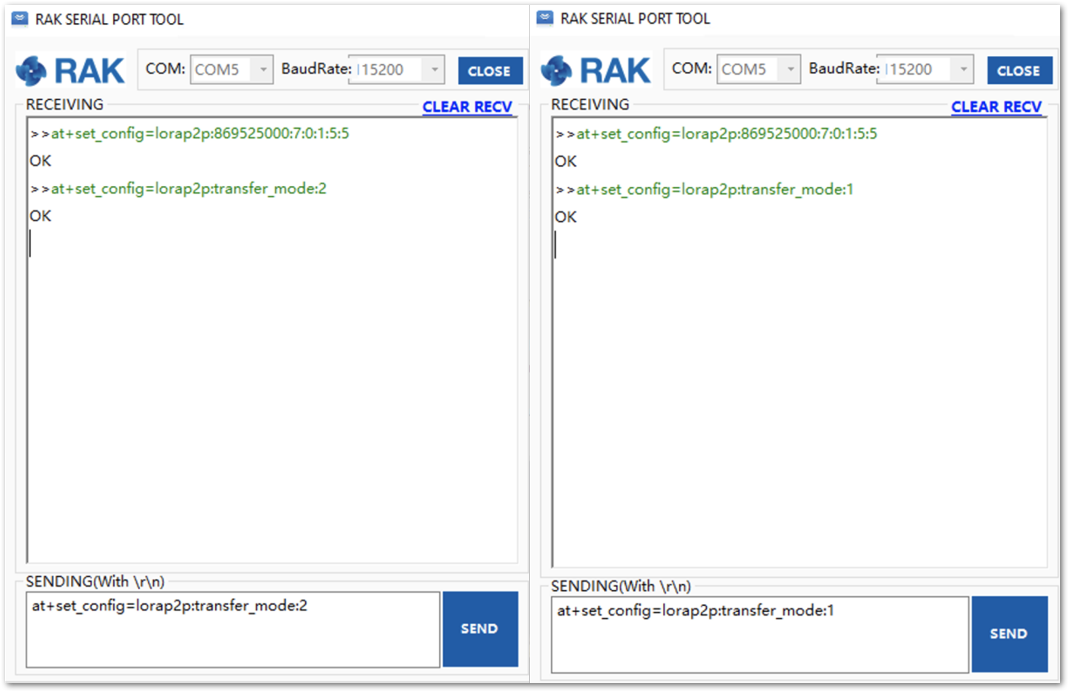 RAK SERIAL PORT TOOL
RAK COM: COM5 BaudRate: 115200 CLOSE
RECEIVING CLEAR RECV
>>at+set_config=lorap2p:869525000:7:0:1:5:5
OK
>>at+set_config=lorap2p:transfer_mode:2
OK
SENDING(With \r\n)
at+set_config=lorap2p:transfer_mode:2
SEND
RAK SERIAL PORT TOOL
RAK COM: COM5 BaudRate: 115200 CLOSE
RECEIVING CLEAR RECV
>>at+set_config=lorap2p:869525000:7:0:1:5:5
OK
>>at+set_config=lorap2p:transfer_mode:1
OK
SENDING(With \r\n)
at+set_config=lorap2p:transfer_mode:1
SEND